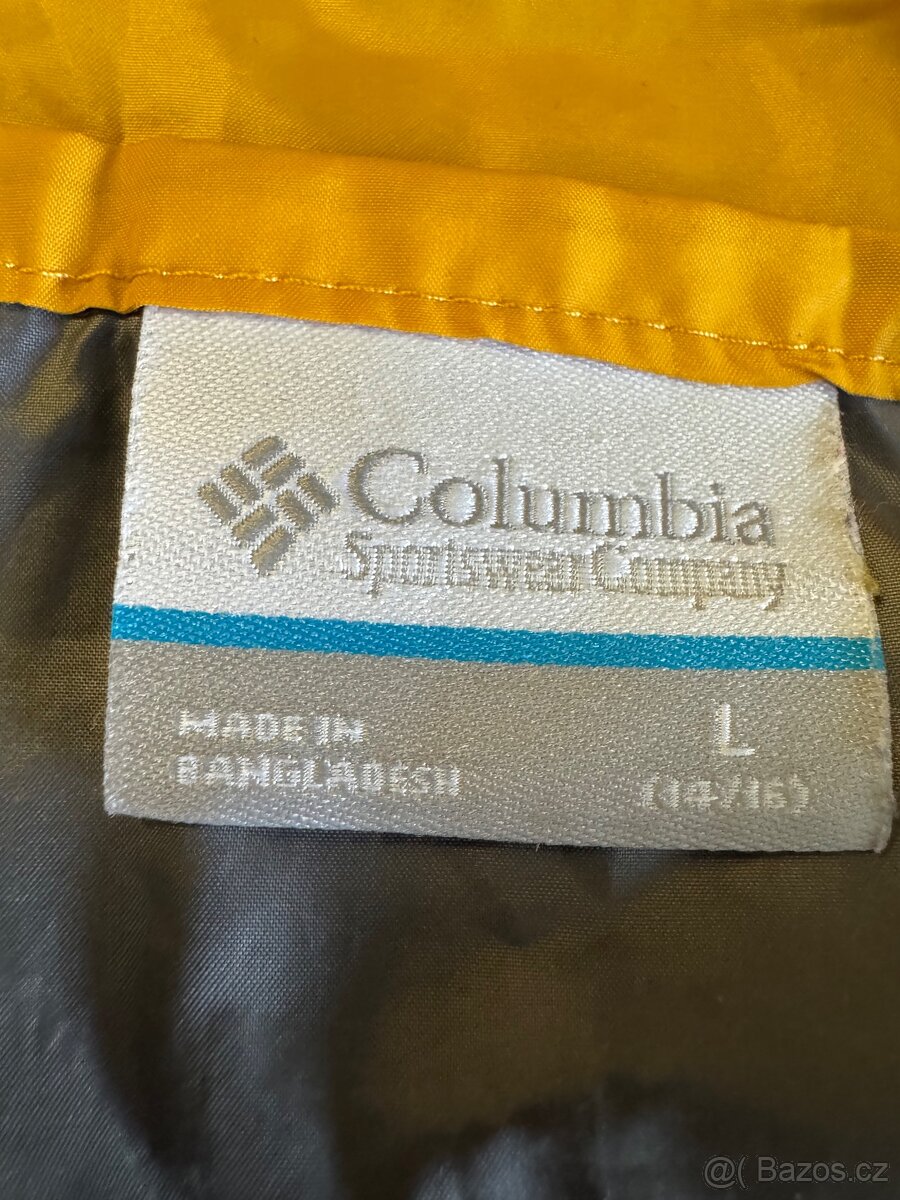 Columbia
Sportswear Company
MADE IN
BANGLADESH
L
(14/16)
@( Bazos.cz